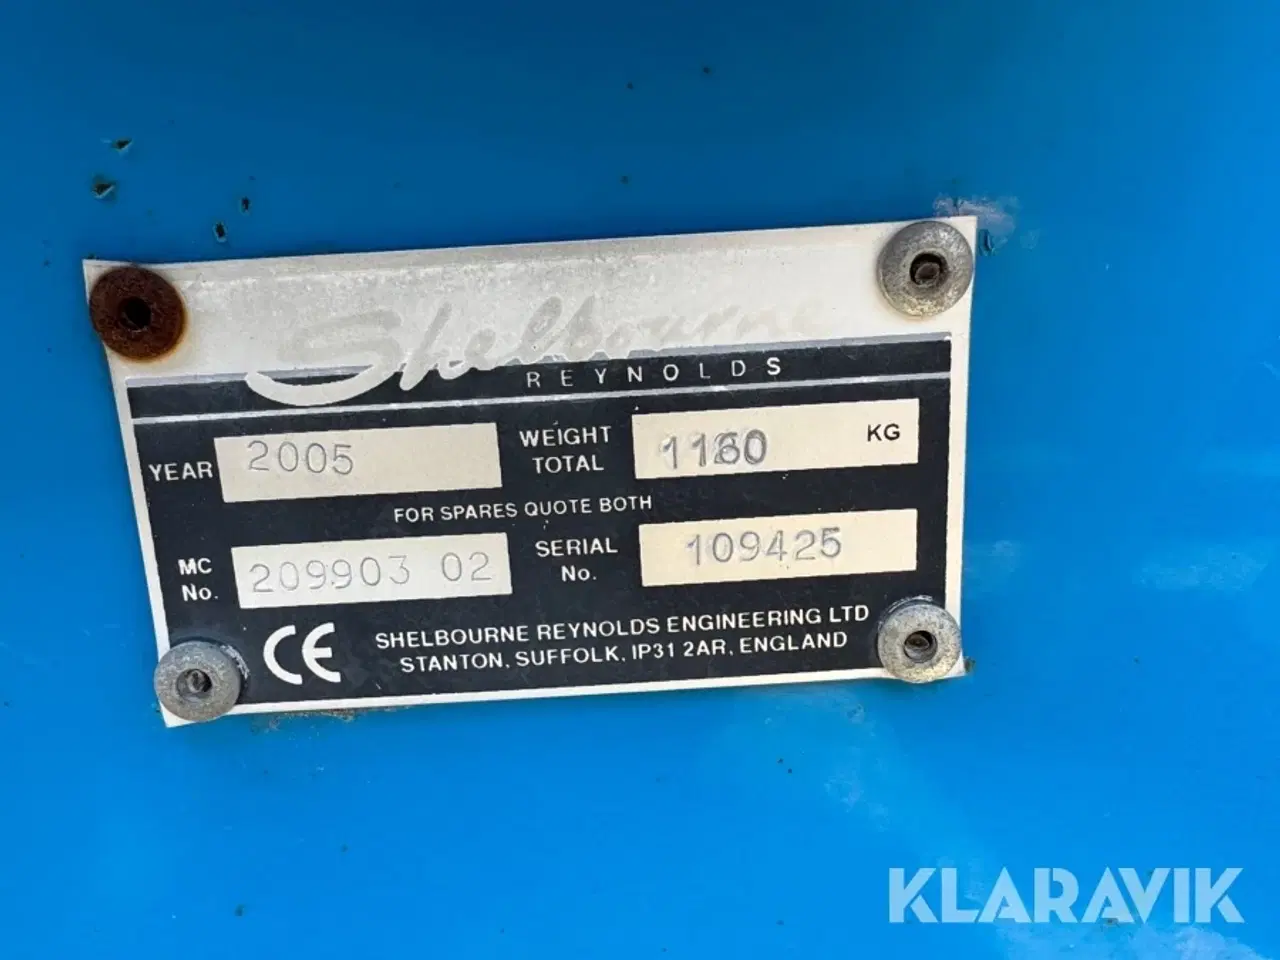 Shelbourne
REYNOLDS
YEAR 2005 WEIGHT TOTAL KG
FOR SPARES QUOTE BOTH
MC No. 209903 02 SERIAL No. 109425
CE SHELBOURNE REYNOLDS ENGINEERING LTD
STANTON, SUFFOLK, IP31 2AR, ENGLAND
KLARAVIK